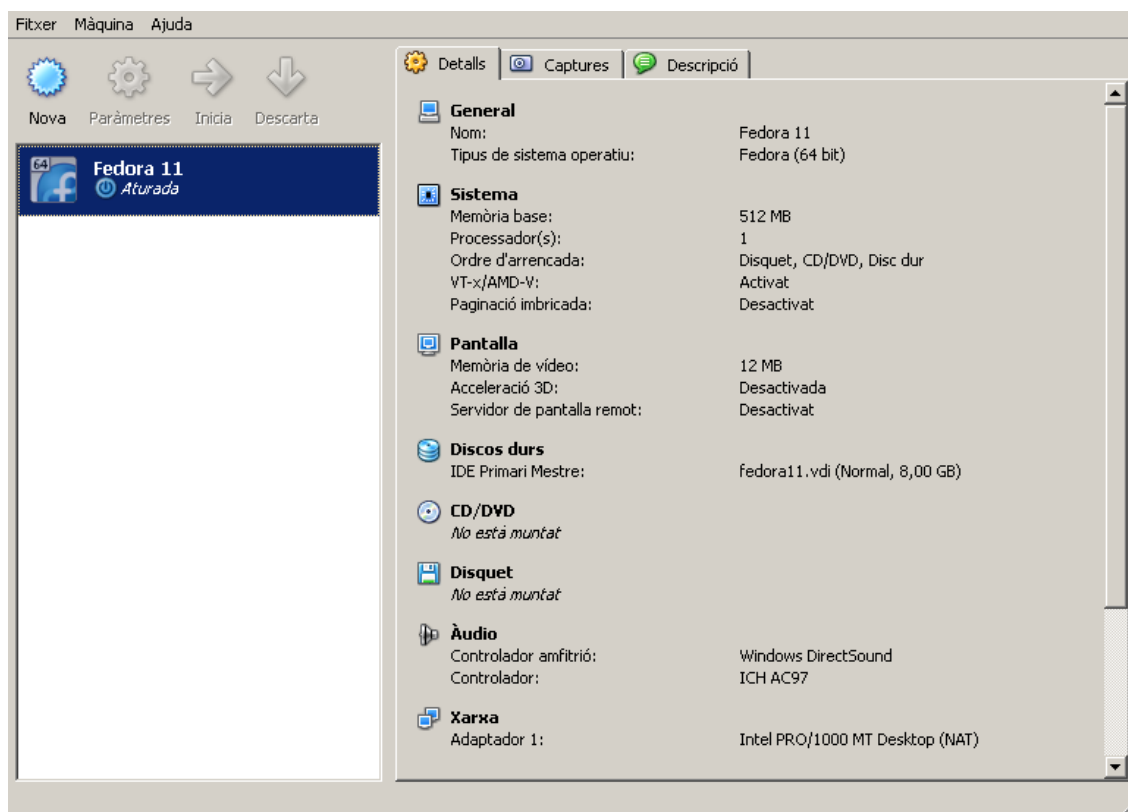 Fitxer Màquina Ajuda
Nova Paràmetres Inicia Descarta
64
Fedora 11
Aturada
Detalls Captures Descripció
General
Nom: Fedora 11
Tipus de sistema operatiu: Fedora (64 bit)
Sistema
Memòria base: 512 MB
Processador(s): 1
Ordre d'arrencada: Disquet, CD/DVD, Disc dur
VT-x/AMD-V: Activat
Paginació imbricada: Desactivat
Pantalla
Memòria de vídeo: 12 MB
Acceleració 3D: Desactivada
Servidor de pantalla remot: Desactivat
Discos durs
IDE Primari Mestre: fedora11.vdi (Normal, 8,00 GB)
CD/DVD
No està muntat
Disquet
No està muntat
Àudio
Controlador amfitrió: Windows DirectSound
Controlador: ICH AC97
Xarxa
Adaptador 1: Intel PRO/1000 MT Desktop (NAT)